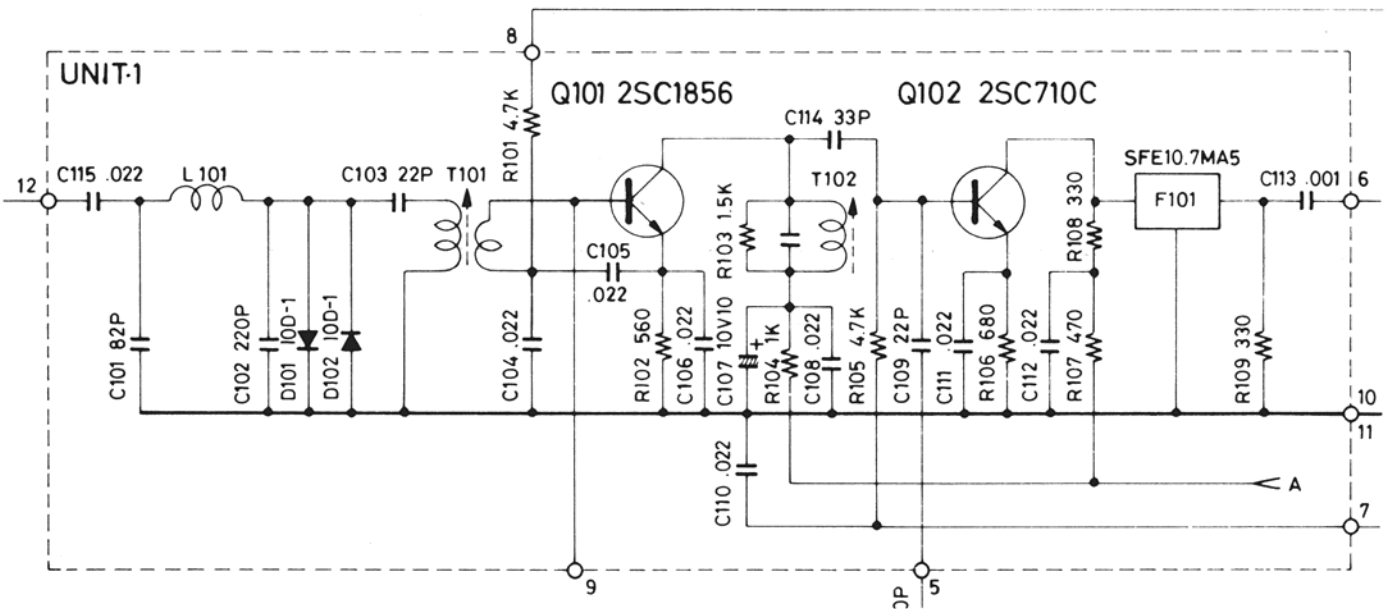 8
UNIT·1
Q101 2SC1856
Q102 2SC710C
R101 4.7K
C114 33P
SFE10.7MA5
12
C115 .022
L101
C103 22P
T101
T102
F101
C113 .001
6
R103 1.5K
R108 330
C105
.022
C101 82P
C102 220P
D101 10D-1
D102 10D-1
C104 .022
R102 560
C106 .022
C107 10V10
+
R104 1K
C108 .022
R105 4.7K
C109 22P
C111 .022
R106 680
C112 .022
R107 470
R109 330
10
11
C110 .022
A
7
9
5
0P